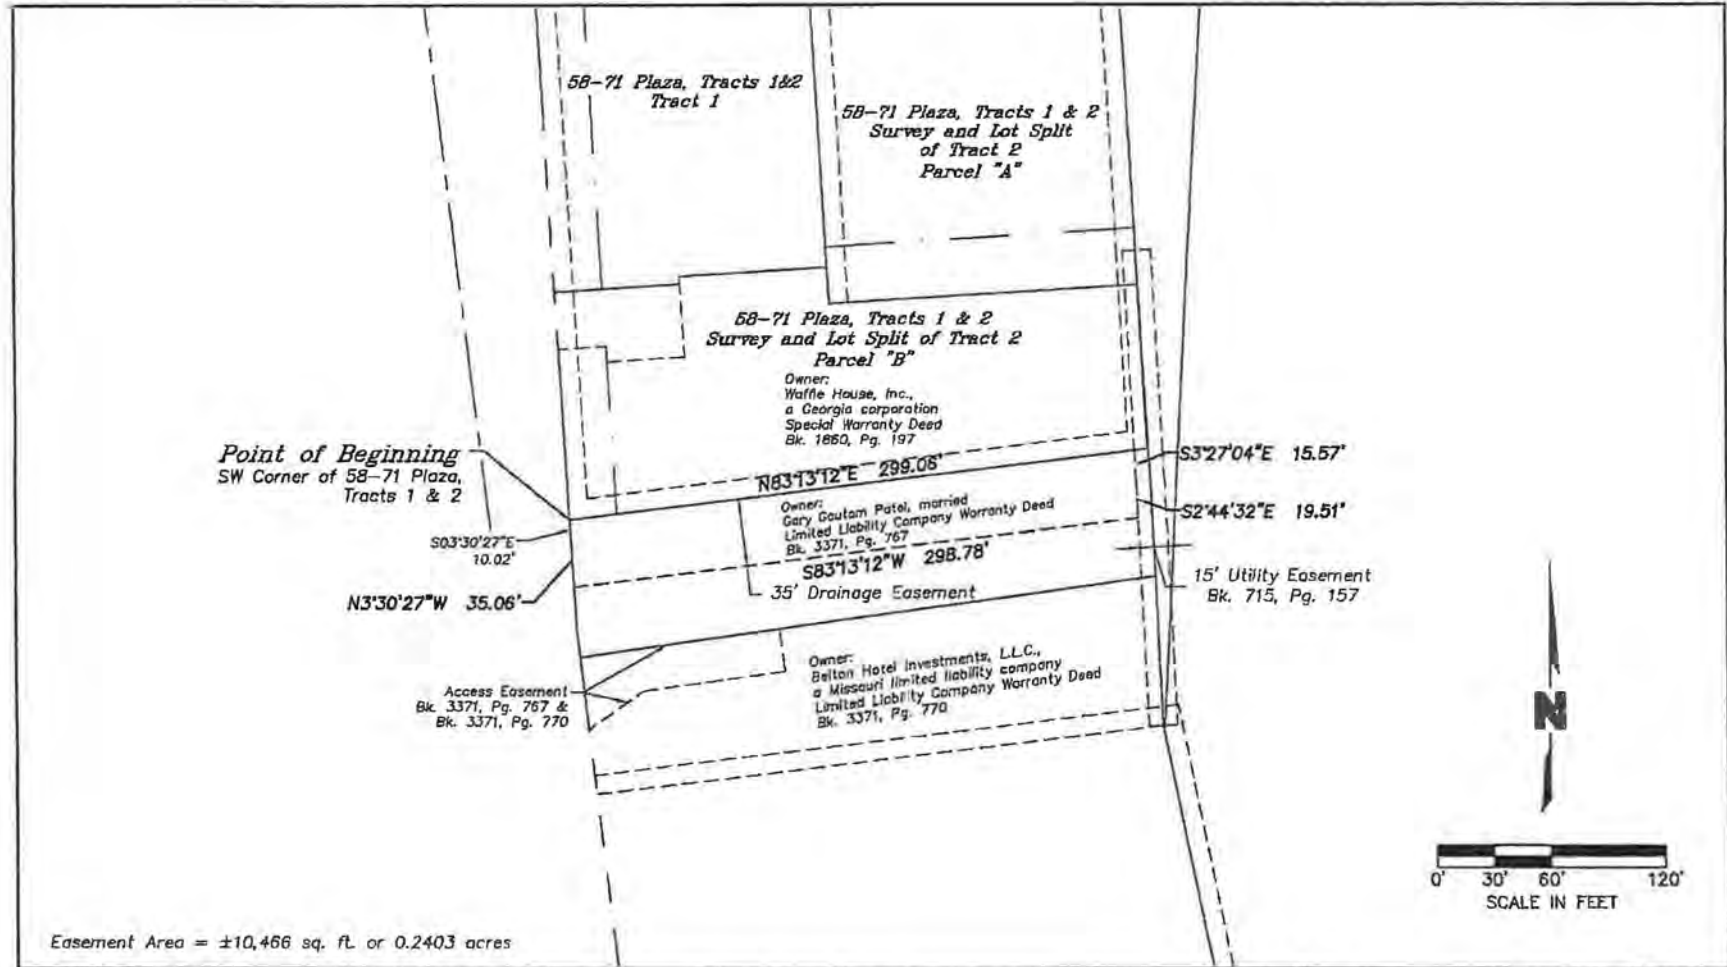 58-71 Plaza, Tracts 1&2
Tract 1
58-71 Plaza, Tracts 1 & 2
Survey and Lot Split
of Tract 2
Parcel "A"
58-71 Plaza, Tracts 1 & 2
Survey and Lot Split of Tract 2
Parcel "B"
Owner:
Waffle House, Inc.,
a Georgia corporation
Special Warranty Deed
Bk. 1860, Pg. 197
Point of Beginning
SW Corner of 58-71 Plaza,
Tracts 1 & 2
N83°13'12"E 299.06'
S3°27'04"E 15.57'
Owner:
Gary Gautam Patel, married
Limited Liability Company Warranty Deed
Bk. 3371, Pg. 767
S2°44'32"E 19.51'
S03°30'27"E
10.02'
S83°13'12"W 298.78'
N3°30'27"W 35.06'
35' Drainage Easement
15' Utility Easement
Bk. 715, Pg. 157
Owner:
Belton Hotel Investments, L.L.C.,
a Missouri limited liability company
Limited Liability Company Warranty Deed
Bk. 3371, Pg. 770
Access Easement
Bk. 3371, Pg. 767 &
Bk. 3371, Pg. 770
N
0' 30' 60' 120'
SCALE IN FEET
Easement Area = ±10,466 sq. ft. or 0.2403 acres